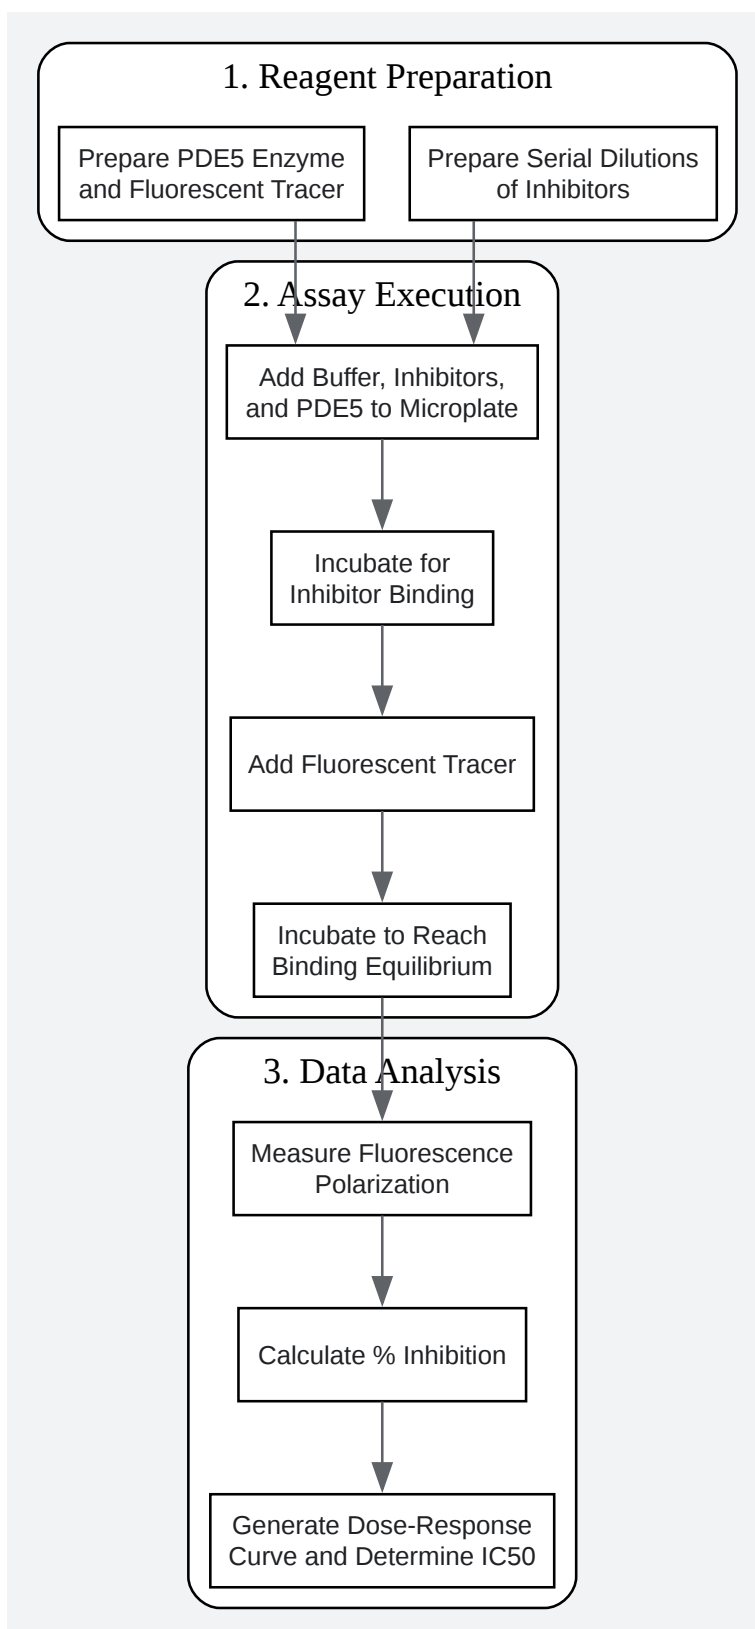 1. Reagent Preparation
Prepare PDE5 Enzyme
and Fluorescent Tracer
Prepare Serial Dilutions
of Inhibitors
2. Assay Execution
Add Buffer, Inhibitors,
and PDE5 to Microplate
Incubate for
Inhibitor Binding
Add Fluorescent Tracer
Incubate to Reach
Binding Equilibrium
3. Data Analysis
Measure Fluorescence
Polarization
Calculate % Inhibition
Generate Dose-Response
Curve and Determine IC50